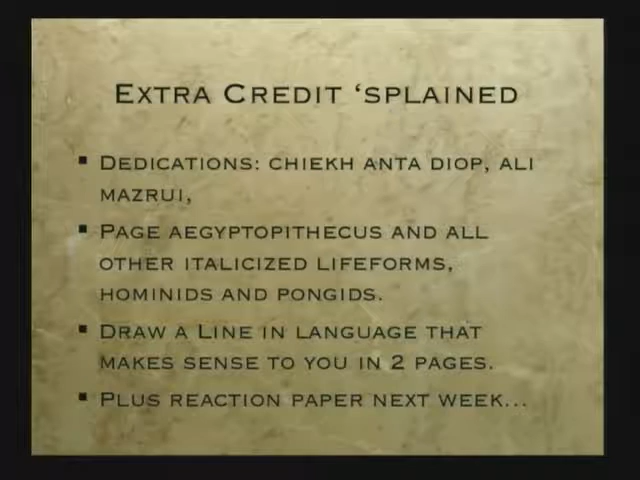 EXTRA CREDIT ‘SPLAINED
▪ DEDICATIONS: CHIEKH ANTA DIOP, ALI
MAZRUI,
▪ PAGE AEGYPTOPITHECUS AND ALL
OTHER ITALICIZED LIFEFORMS,
HOMINIDS AND PONGIDS.
▪ DRAW A LINE IN LANGUAGE THAT
MAKES SENSE TO YOU IN 2 PAGES.
▪ PLUS REACTION PAPER NEXT WEEK...